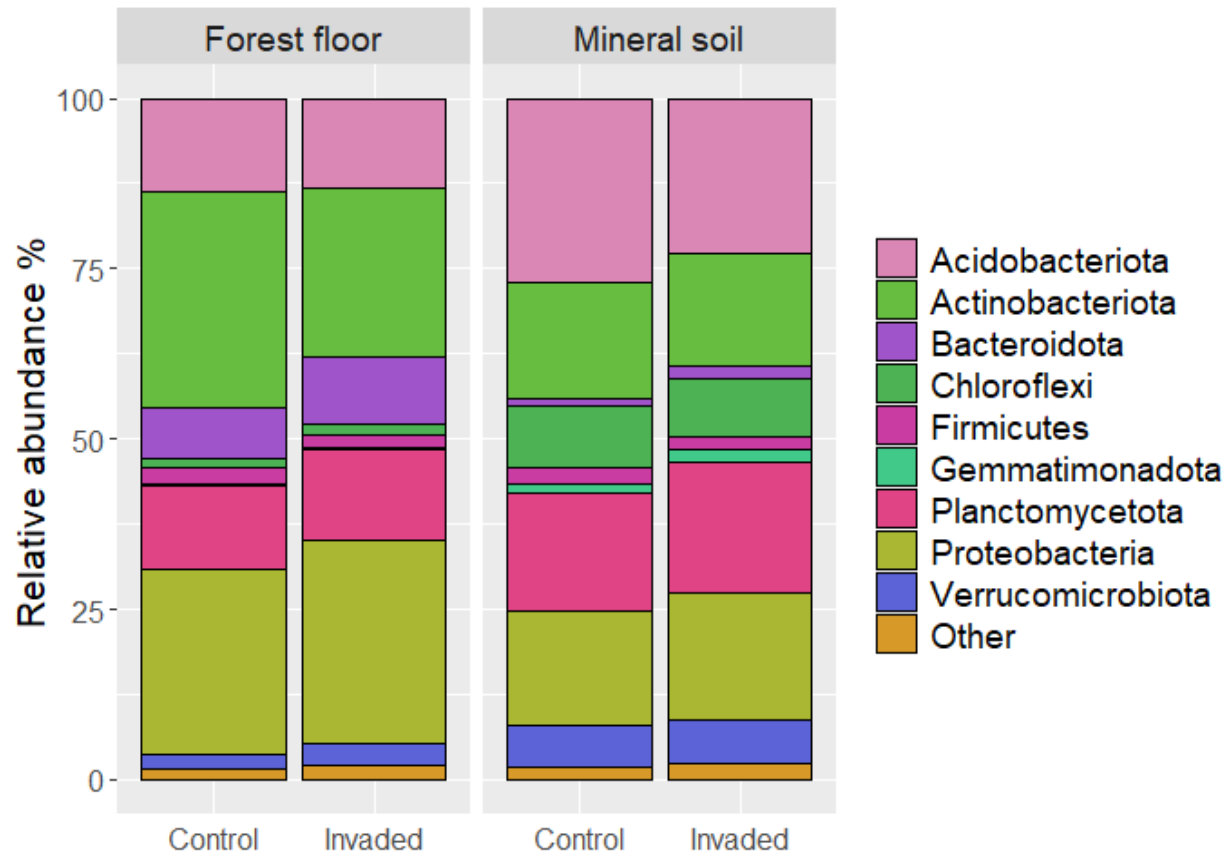 Forest floor
Mineral soil
Relative abundance %
100
75
50
25
0
Control
Invaded
Control
Invaded
Acidobacteriota
Actinobacteriota
Bacteroidota
Chloroflexi
Firmicutes
Gemmatimonadota
Planctomycetota
Proteobacteria
Verrucomicrobiota
Other